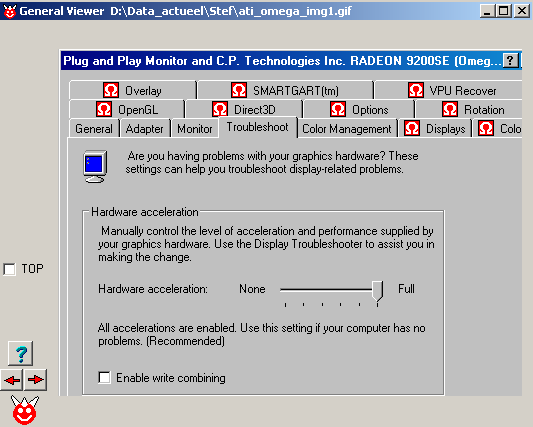 General Viewer D:\Data_actueel\Stef\ati_omega_img1.gif
Plug and Play Monitor and C.P. Technologies Inc. RADEON 9200SE (Omeg... ?
Overlay SMARTGART(tm) VPU Recover
OpenGL Direct3D Options Rotation
General Adapter Monitor Troubleshoot Color Management Displays Colo
Are you having problems with your graphics hardware? These
settings can help you troubleshoot display-related problems.
Hardware acceleration
Manually control the level of acceleration and performance supplied by
your graphics hardware. Use the Display Troubleshooter to assist you in
making the change.
TOP
Hardware acceleration: None Full
All accelerations are enabled. Use this setting if your computer has no
problems. (Recommended)
?
Enable write combining